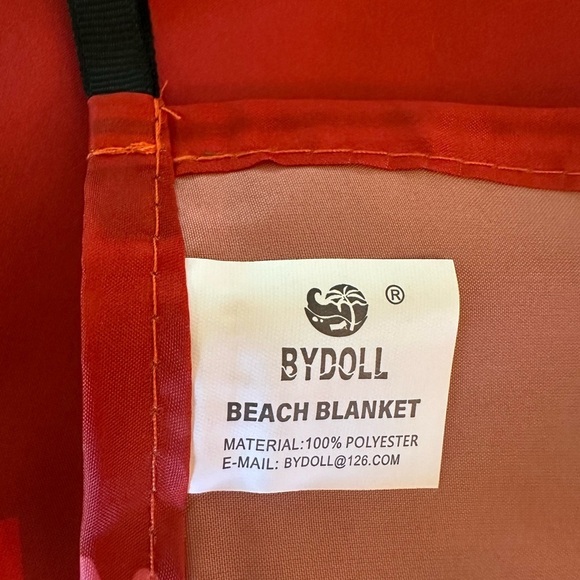 ®
BYDOLL
BEACH BLANKET
MATERIAL:100% POLYESTER
E-MAIL: BYDOLL@126.COM